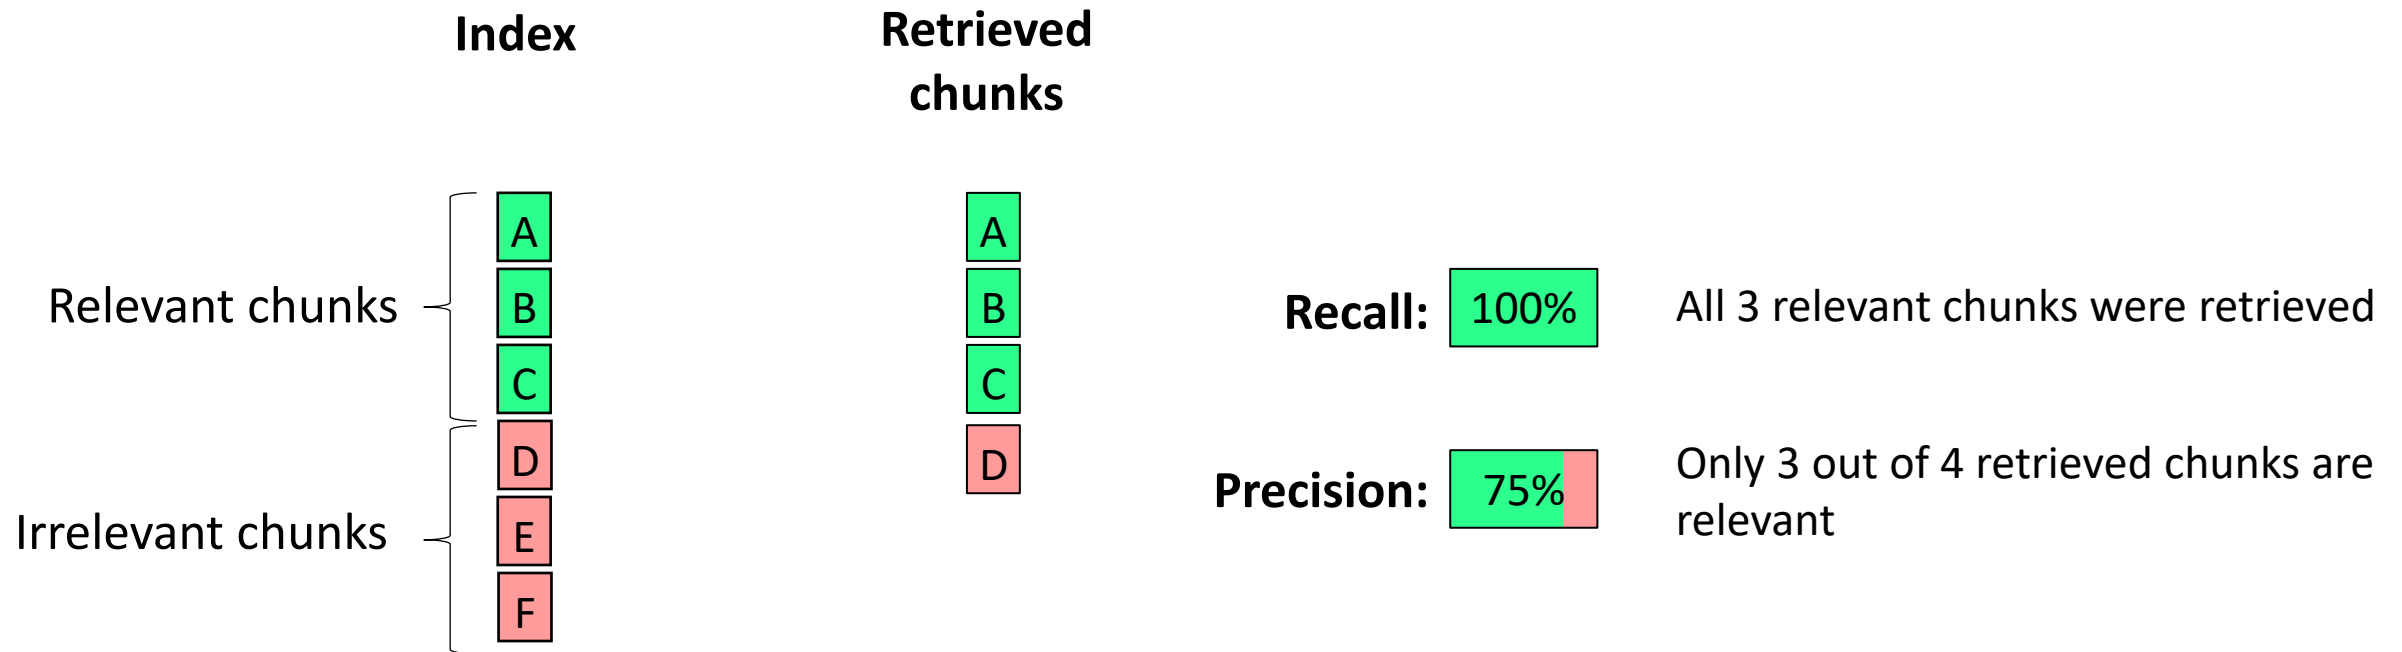 Index
Retrieved
chunks
Relevant chunks
Irrelevant chunks
A
B
C
D
E
F
A
B
C
D
Recall: 100% All 3 relevant chunks were retrieved
Precision: 75% Only 3 out of 4 retrieved chunks are
relevant